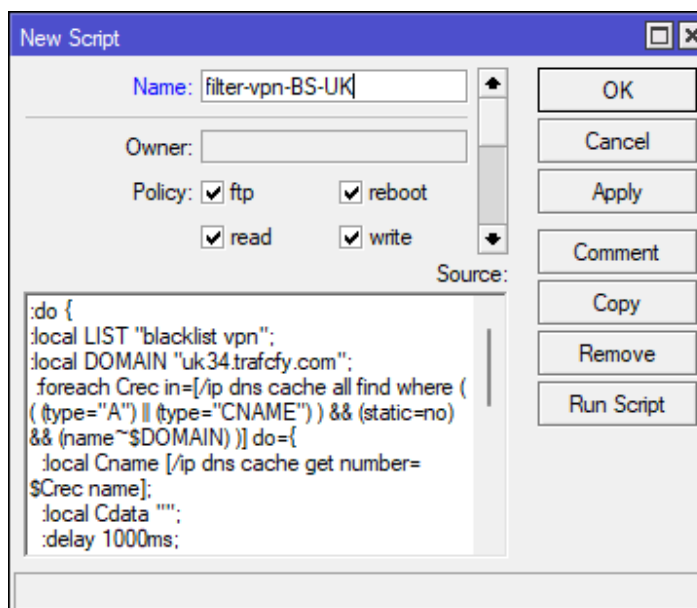 New Script
Name: filter-vpn-BS-UK
OK
Owner:
Cancel
Policy: ftp reboot
Apply
read write
Source:
Comment
Copy
Remove
Run Script
:do {
:local LIST "blacklist vpn";
:local DOMAIN "uk34.trafcfy.com";
:foreach Crec in=[/ip dns cache all find where (
( (type="A") || (type="CNAME") ) && (static=no)
&& (name~$DOMAIN) )] do={
:local Cname [/ip dns cache get number=
$Crec name];
:local Cdata "";
:delay 1000ms;